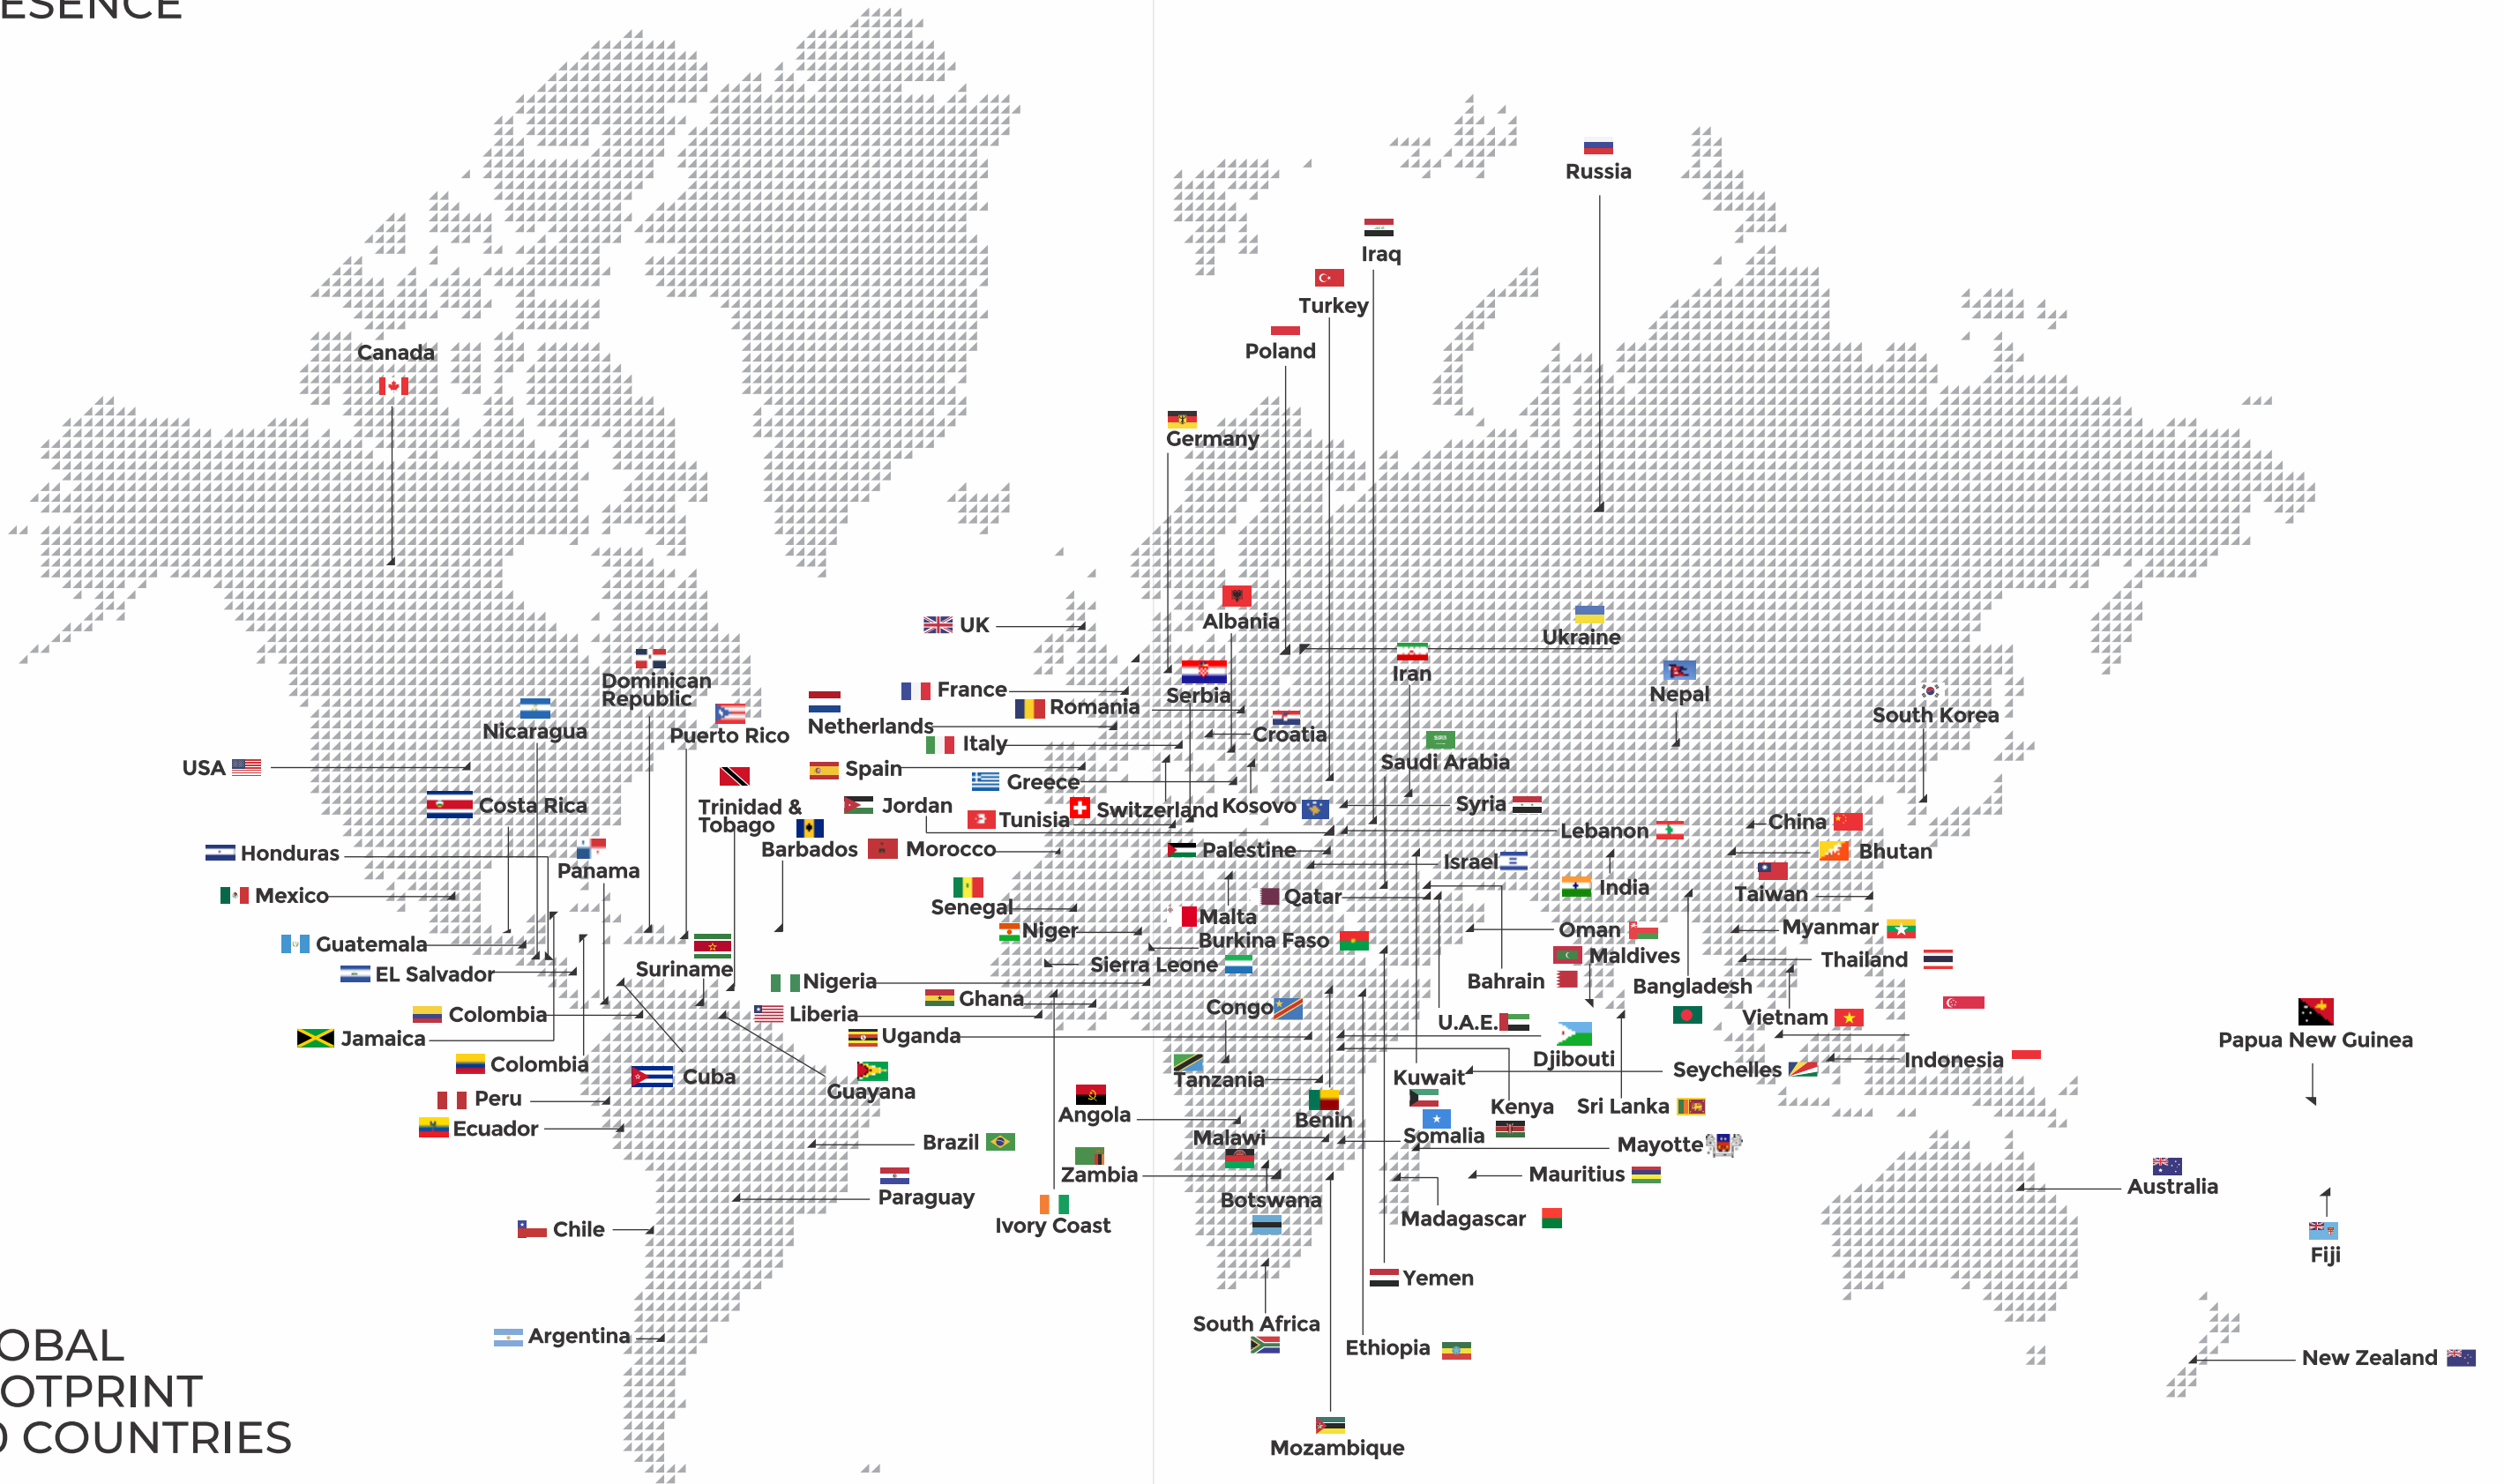 ESENCE
Russia
Iraq
Turkey
Poland
Canada
Germany
Albania
UK
Ukraine
Iran
Dominican
Republic
France
Serbia
Nepal
Romania
South Korea
Netherlands
Nicaragua
Puerto Rico
Croatia
Italy
Saudi Arabia
USA
Spain
Greece
Costa Rica
Trinidad &
Tobago
Jordan
Tunisia
Switzerland
Kosovo
Syria
China
Lebanon
Honduras
Barbados
Morocco
Palestine
Israel
Bhutan
Panama
India
Mexico
Taiwan
Qatar
Senegal
Malta
Guatemala
Niger
Burkina Faso
Oman
Myanmar
EL Salvador
Suriname
Sierra Leone
Maldives
Thailand
Nigeria
Bahrain
Bangladesh
Ghana
Congo
Colombia
Liberia
U.A.E.
Vietnam
Jamaica
Uganda
Papua New Guinea
Djibouti
Indonesia
Colombia
Cuba
Tanzania
Kuwait
Seychelles
Guayana
Peru
Angola
Benin
Kenya
Sri Lanka
Ecuador
Brazil
Malawi
Somalia
Mayotte
Zambia
Mauritius
Paraguay
Botswana
Australia
Ivory Coast
Madagascar
Chile
Fiji
Yemen
South Africa
Argentina
Ethiopia
New Zealand
Mozambique
OBAL
OTPRINT
COUNTRIES